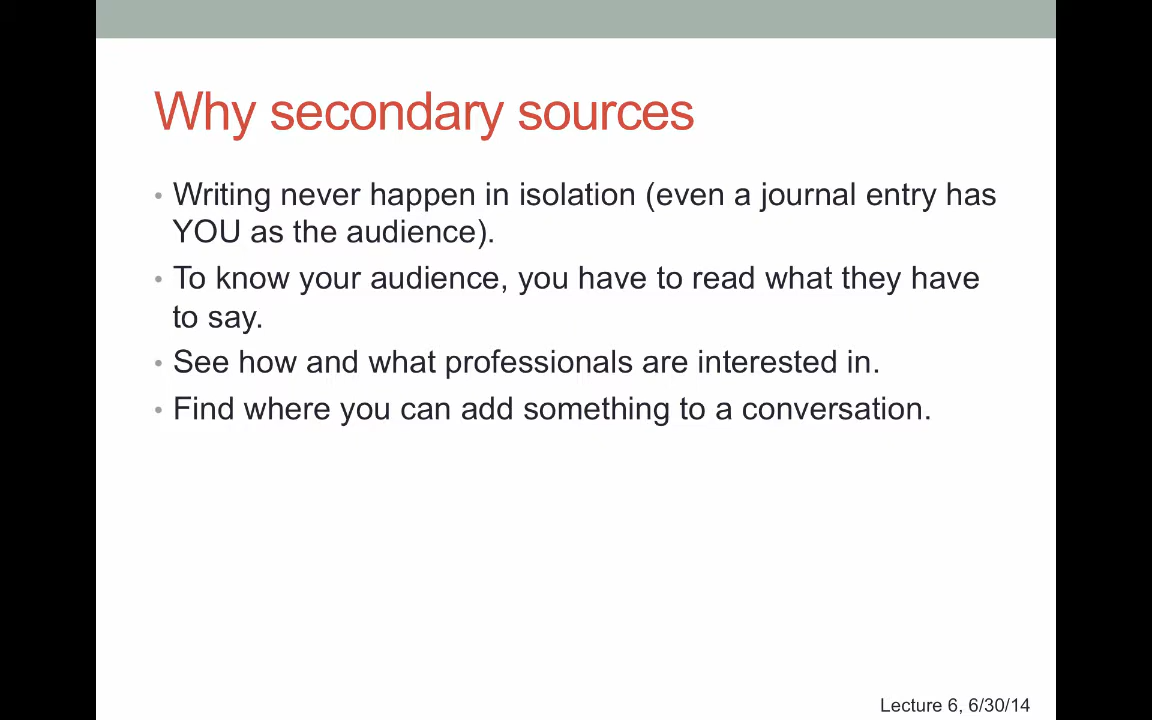 Why secondary sources
• Writing never happen in isolation (even a journal entry has
YOU as the audience).
• To know your audience, you have to read what they have
to say.
• See how and what professionals are interested in.
• Find where you can add something to a conversation.
Lecture 6, 6/30/14